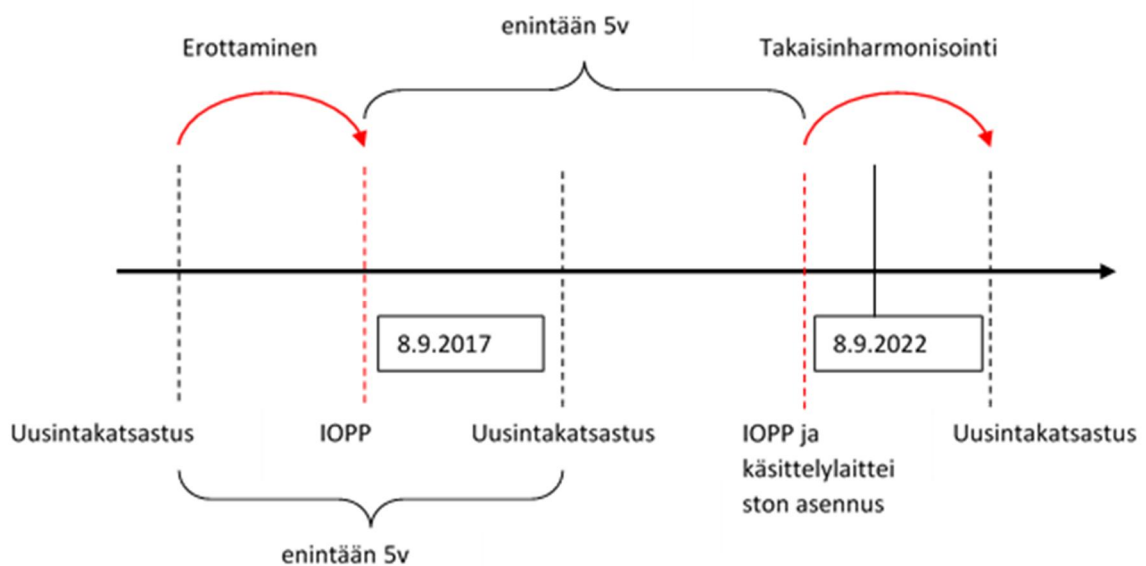 enintään 5v
Erottaminen
Takaisinharmonisointi
8.9.2017
8.9.2022
Uusintakatsastus
IOPP
Uusintakatsastus
IOPP ja
käsittelylaittei
ston asennus
Uusintakatsastus
enintään 5v